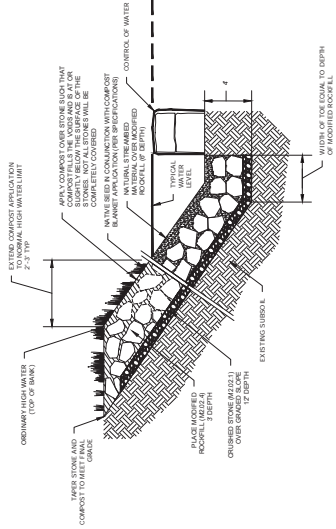 EXTEND COMPOST APPLICATION
TO NORMAL HIGH WATER LIMIT
2'- 3' TYP
ORDINARY HIGH WATER
(TOP OF BANK)
TAPER STONE AND
COMPOST TO MEET FINAL
GRADE
APPLY COMPOST OVER STONE SUCH THAT
COMPOST FILLS THE VOIDS AND IS AT OR
SLIGHTLY BELOW THE SURFACE OF THE
STONES. NOT ALL STONES WILL BE
COMPLETELY COVERED
NATIVE SEED IN CONJUNCTION WITH COMPOST
BLANKET APPLICATION (PER SPECIFICATIONS)
NATURAL STREAMBED
MATERIAL OVER MODIFIED
ROCKFILL (6" DEPTH)
TYPICAL
WATER
LEVEL
CONTROL OF WATER
4'
WIDTH OF TOE EQUAL TO DEPTH
OF MODIFIED ROCKFILL
EXISTING SUBSOIL
PLACE MODIFIED
ROCKFILL (M2.02.4)
3' DEPTH
CRUSHED STONE (M2.02.1)
OVER GRADED SLOPE
12" DEPTH